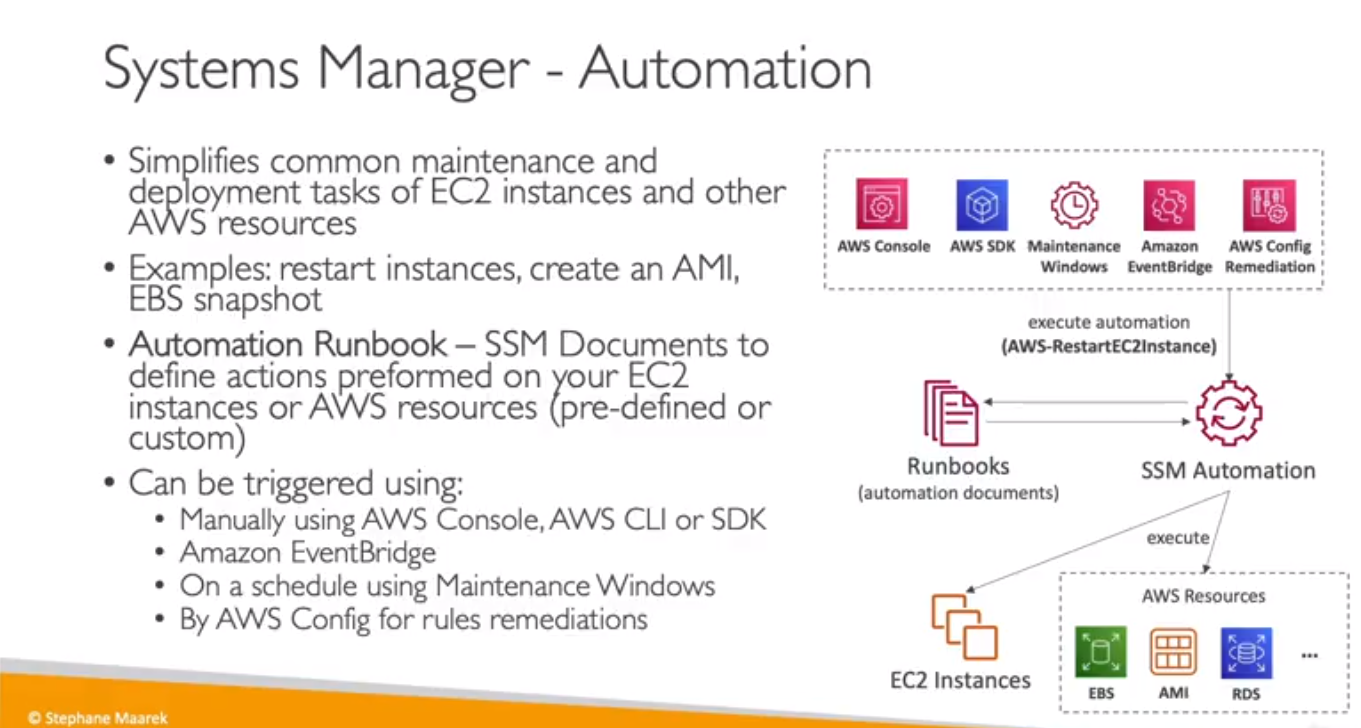 Systems Manager - Automation
• Simplifies common maintenance and
deployment tasks of EC2 instances and other
AWS resources
• Examples: restart instances, create an AMI,
EBS snapshot
• Automation Runbook – SSM Documents to
define actions preformed on your EC2
instances or AWS resources (pre-defined or
custom)
• Can be triggered using:
• Manually using AWS Console, AWS CLI or SDK
• Amazon EventBridge
• On a schedule using Maintenance Windows
• By AWS Config for rules remediations
AWS Console
AWS SDK
Maintenance
Windows
Amazon
EventBridge
AWS Config
Remediation
execute automation
(AWS-RestartEC2Instance)
Runbooks
(automation documents)
SSM Automation
execute
EC2 Instances
AWS Resources
EBS
AMI
RDS
...
© Stephane Maarek